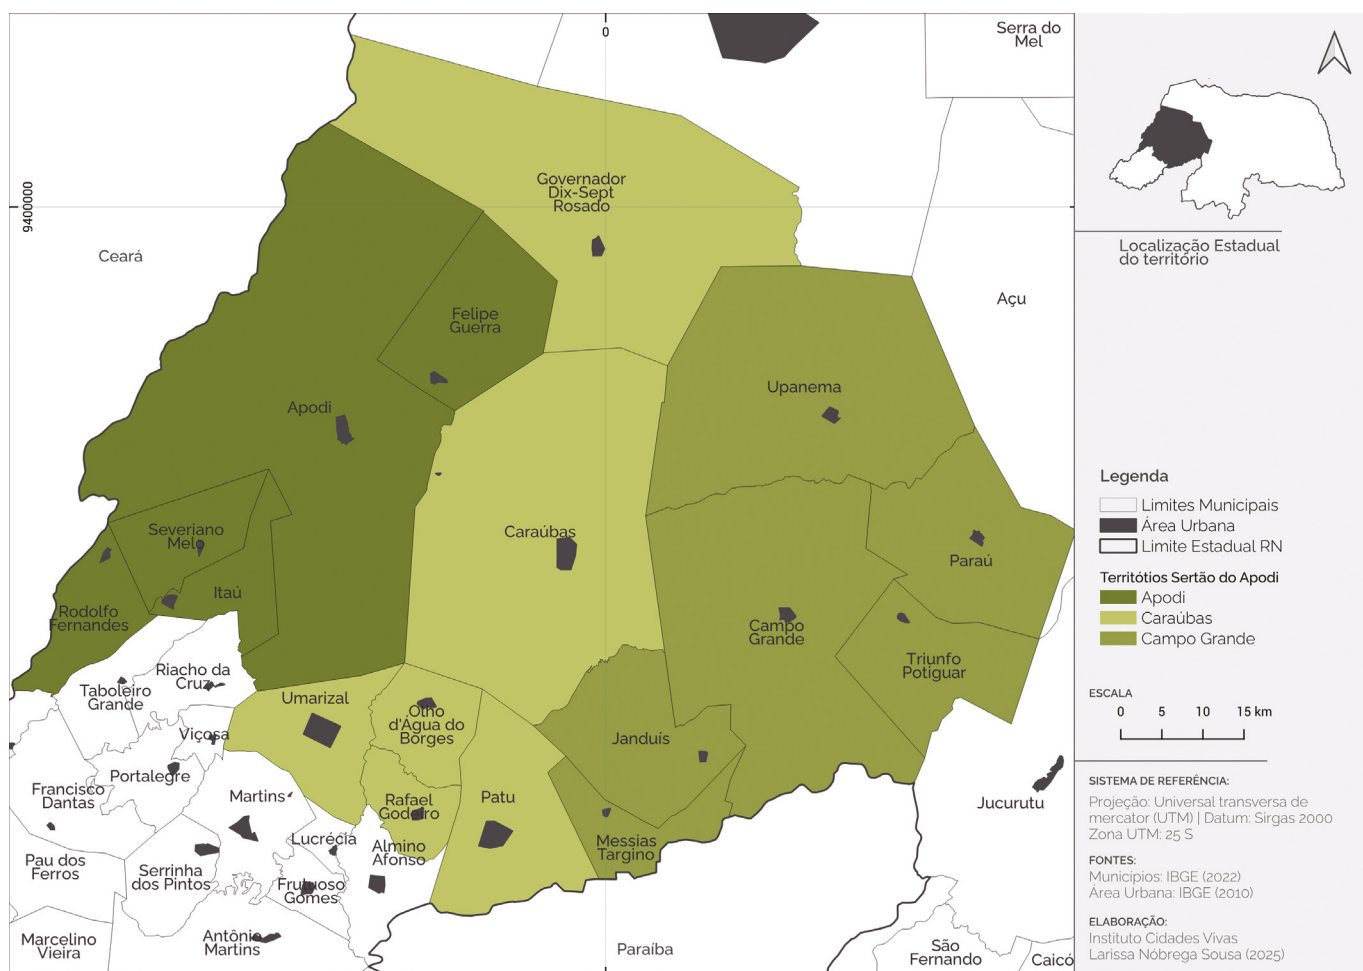 0
Serra do
Mel
9400000
Governador
Dix-Sept
Rosado
Ceará
Açu
Felipe
Guerra
Upanema
Apodi
Caraúbas
Severiano
Melo
Paraú
Itaú
Rodolfo
Fernandes
Campo
Grande
Triunfo
Potiguar
Riacho da
Cruz
Taboleiro
Grande
Umarizal
Olho
d'Água do
Borges
Viçosa
Janduís
Portalegre
Francisco
Dantas
Martins
Rafael
Godeiro
Patu
Jucurutu
Lucrécia
Almino
Afonso
Messias
Targino
Pau dos
Ferros
Serrinha
dos Pintos
Frutuoso
Gomes
Marcelino
Vieira
Antônio
Martins
Paraíba
São
Fernando
Caicó
Localização Estadual
do território
Legenda
Limites Municipais
Área Urbana
Limite Estadual RN
Territótios Sertão do Apodi
Apodi
Caraúbas
Campo Grande
ESCALA
0 5 10 15 km
SISTEMA DE REFERÊNCIA:
Projeção: Universal transversa de
mercator (UTM) | Datum: Sirgas 2000
Zona UTM: 25 S
FONTES:
Municípios: IBGE (2022)
Área Urbana: IBGE (2010)
ELABORAÇÃO:
Instituto Cidades Vivas
Larissa Nóbrega Sousa (2025)